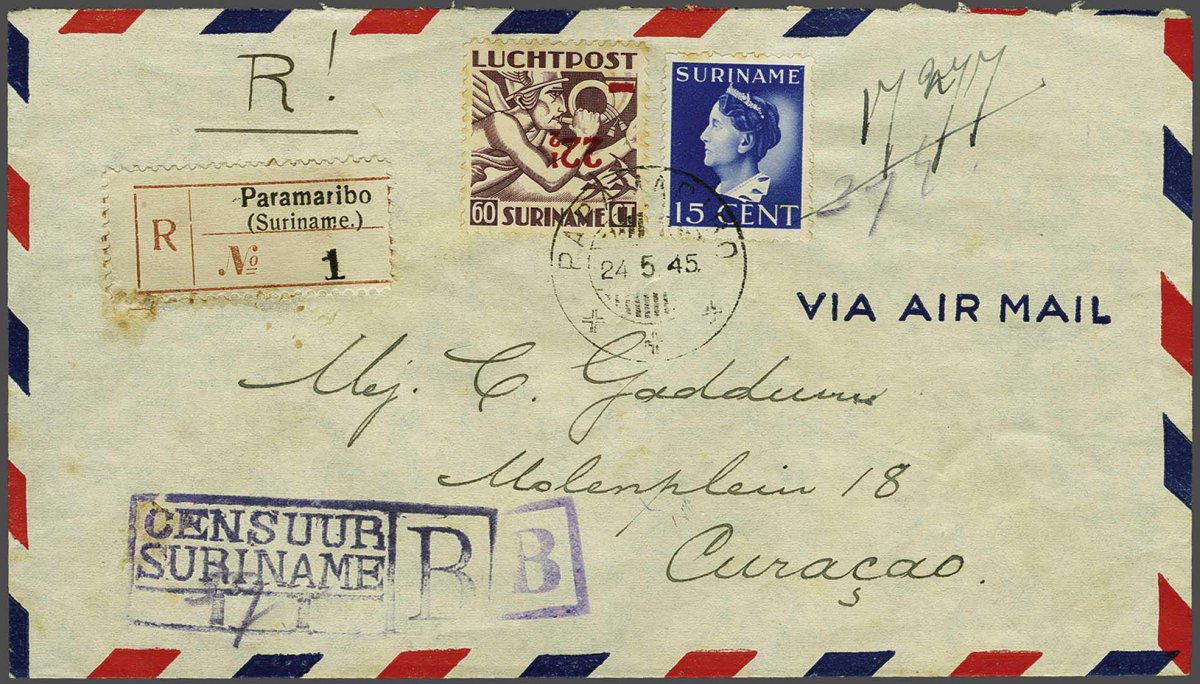 R!
LUCHTPOST
22½
60 SURINAME CT
SURINAME
15 CENT
R
Paramaribo
(Suriname.)
No 1
PARAMARIBO
24 5 45
VIA AIR MAIL
Mej. C. Gaddum
Molenplein 18
Curaçao.
CENSUUR
SURINAME
B
B